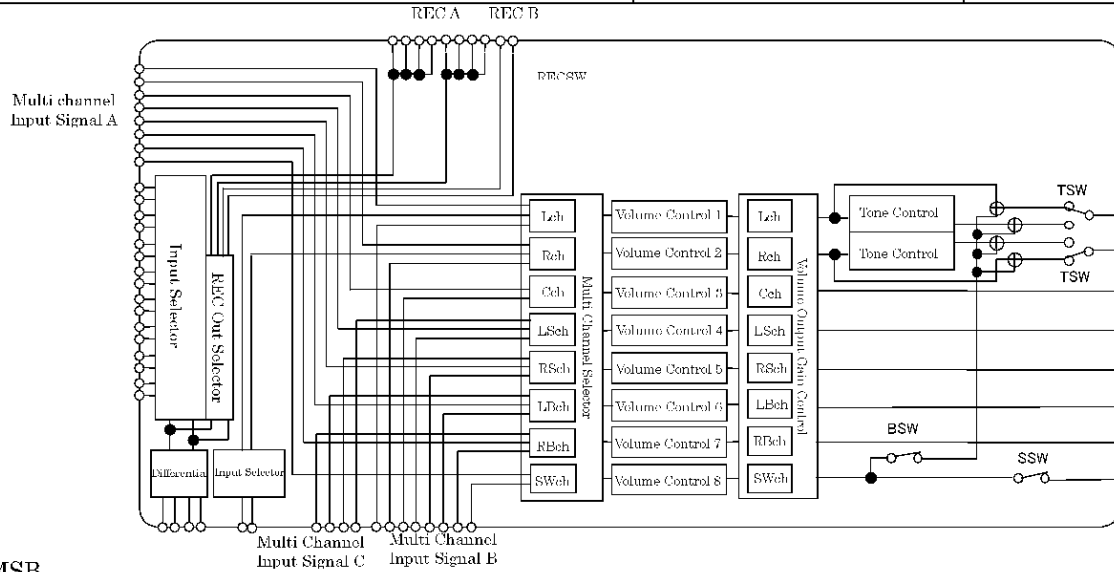 REC A
REC B
RECSW
Multi channel
Input Signal A
Input Selector
REC Out Selector
Differential
Input Selector
Lch
Rch
Cch
LSch
RSch
LBch
RBch
SWch
Multi Channel Selector
Volume Control 1
Volume Control 2
Volume Control 3
Volume Control 4
Volume Control 5
Volume Control 6
Volume Control 7
Volume Control 8
Lch
Rch
Cch
LSch
RSch
LBch
RBch
SWch
Volume Output Gain Control
Tone Control
Tone Control
TSW
TSW
BSW
SSW
Multi Channel
Input Signal C
Multi Channel
Input Signal B
MSB